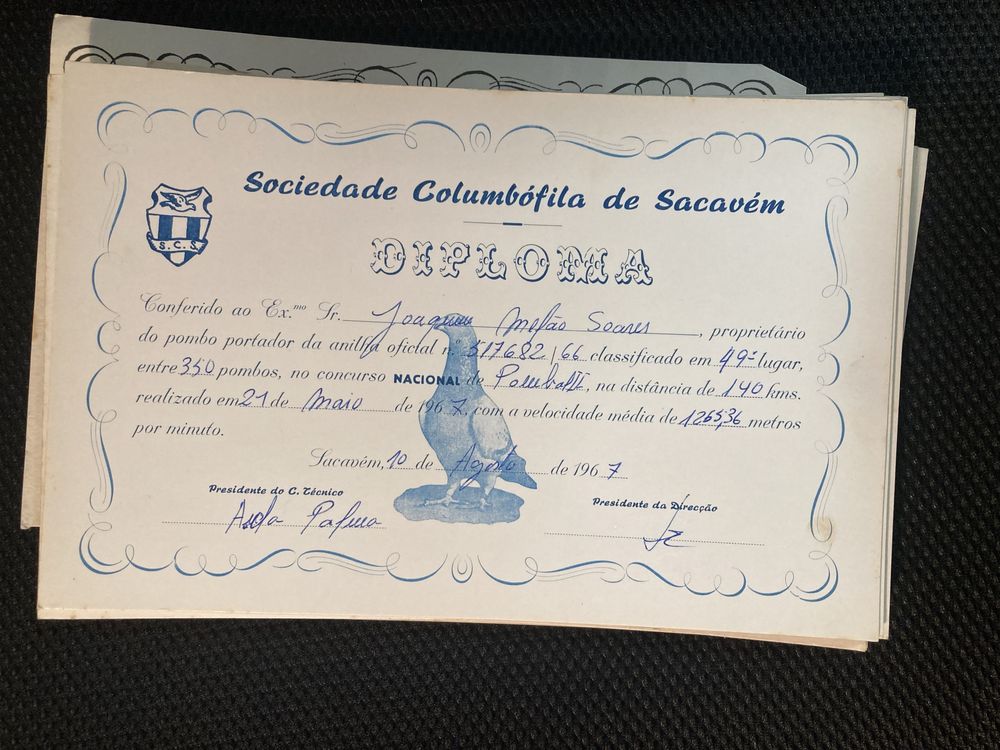 Sociedade Columbófila de Sacavém
S. C. S.
DIPLOMA
Conferido ao Ex.mo Sr. Joaquim Melão Soares, proprietário
do pombo portador da anilha oficial n.º 517682/66 classificado em 49º lugar,
entre 350 pombos, no concurso NACIONAL de Pombal II, na distância de 140 kms.
realizado em 21 de Maio de 1967, com a velocidade média de 1265,36 metros
por minuto.
Sacavém, 10 de Agosto de 1967
Presidente do C. Técnico
Presidente da Direcção